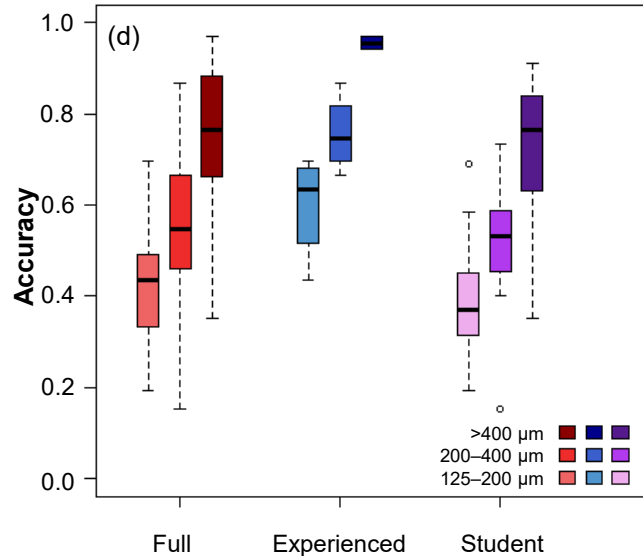 (d)
1.0
0.8
0.6
0.4
0.2
0.0
Accuracy
>400 µm
200–400 µm
125–200 µm
Full Experienced Student